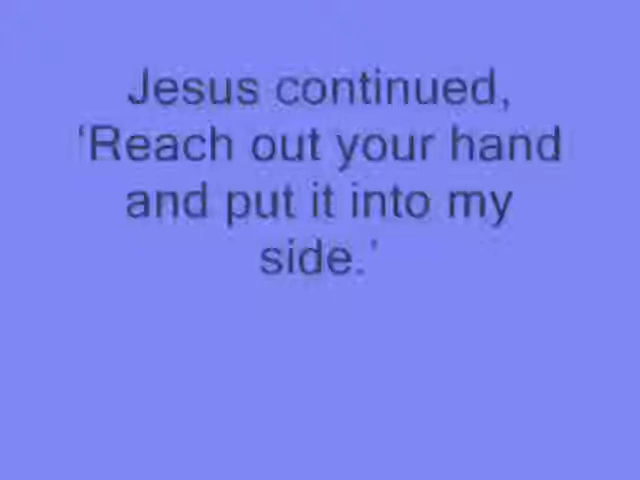 Jesus continued,
‘Reach out your hand
and put it into my
side.’